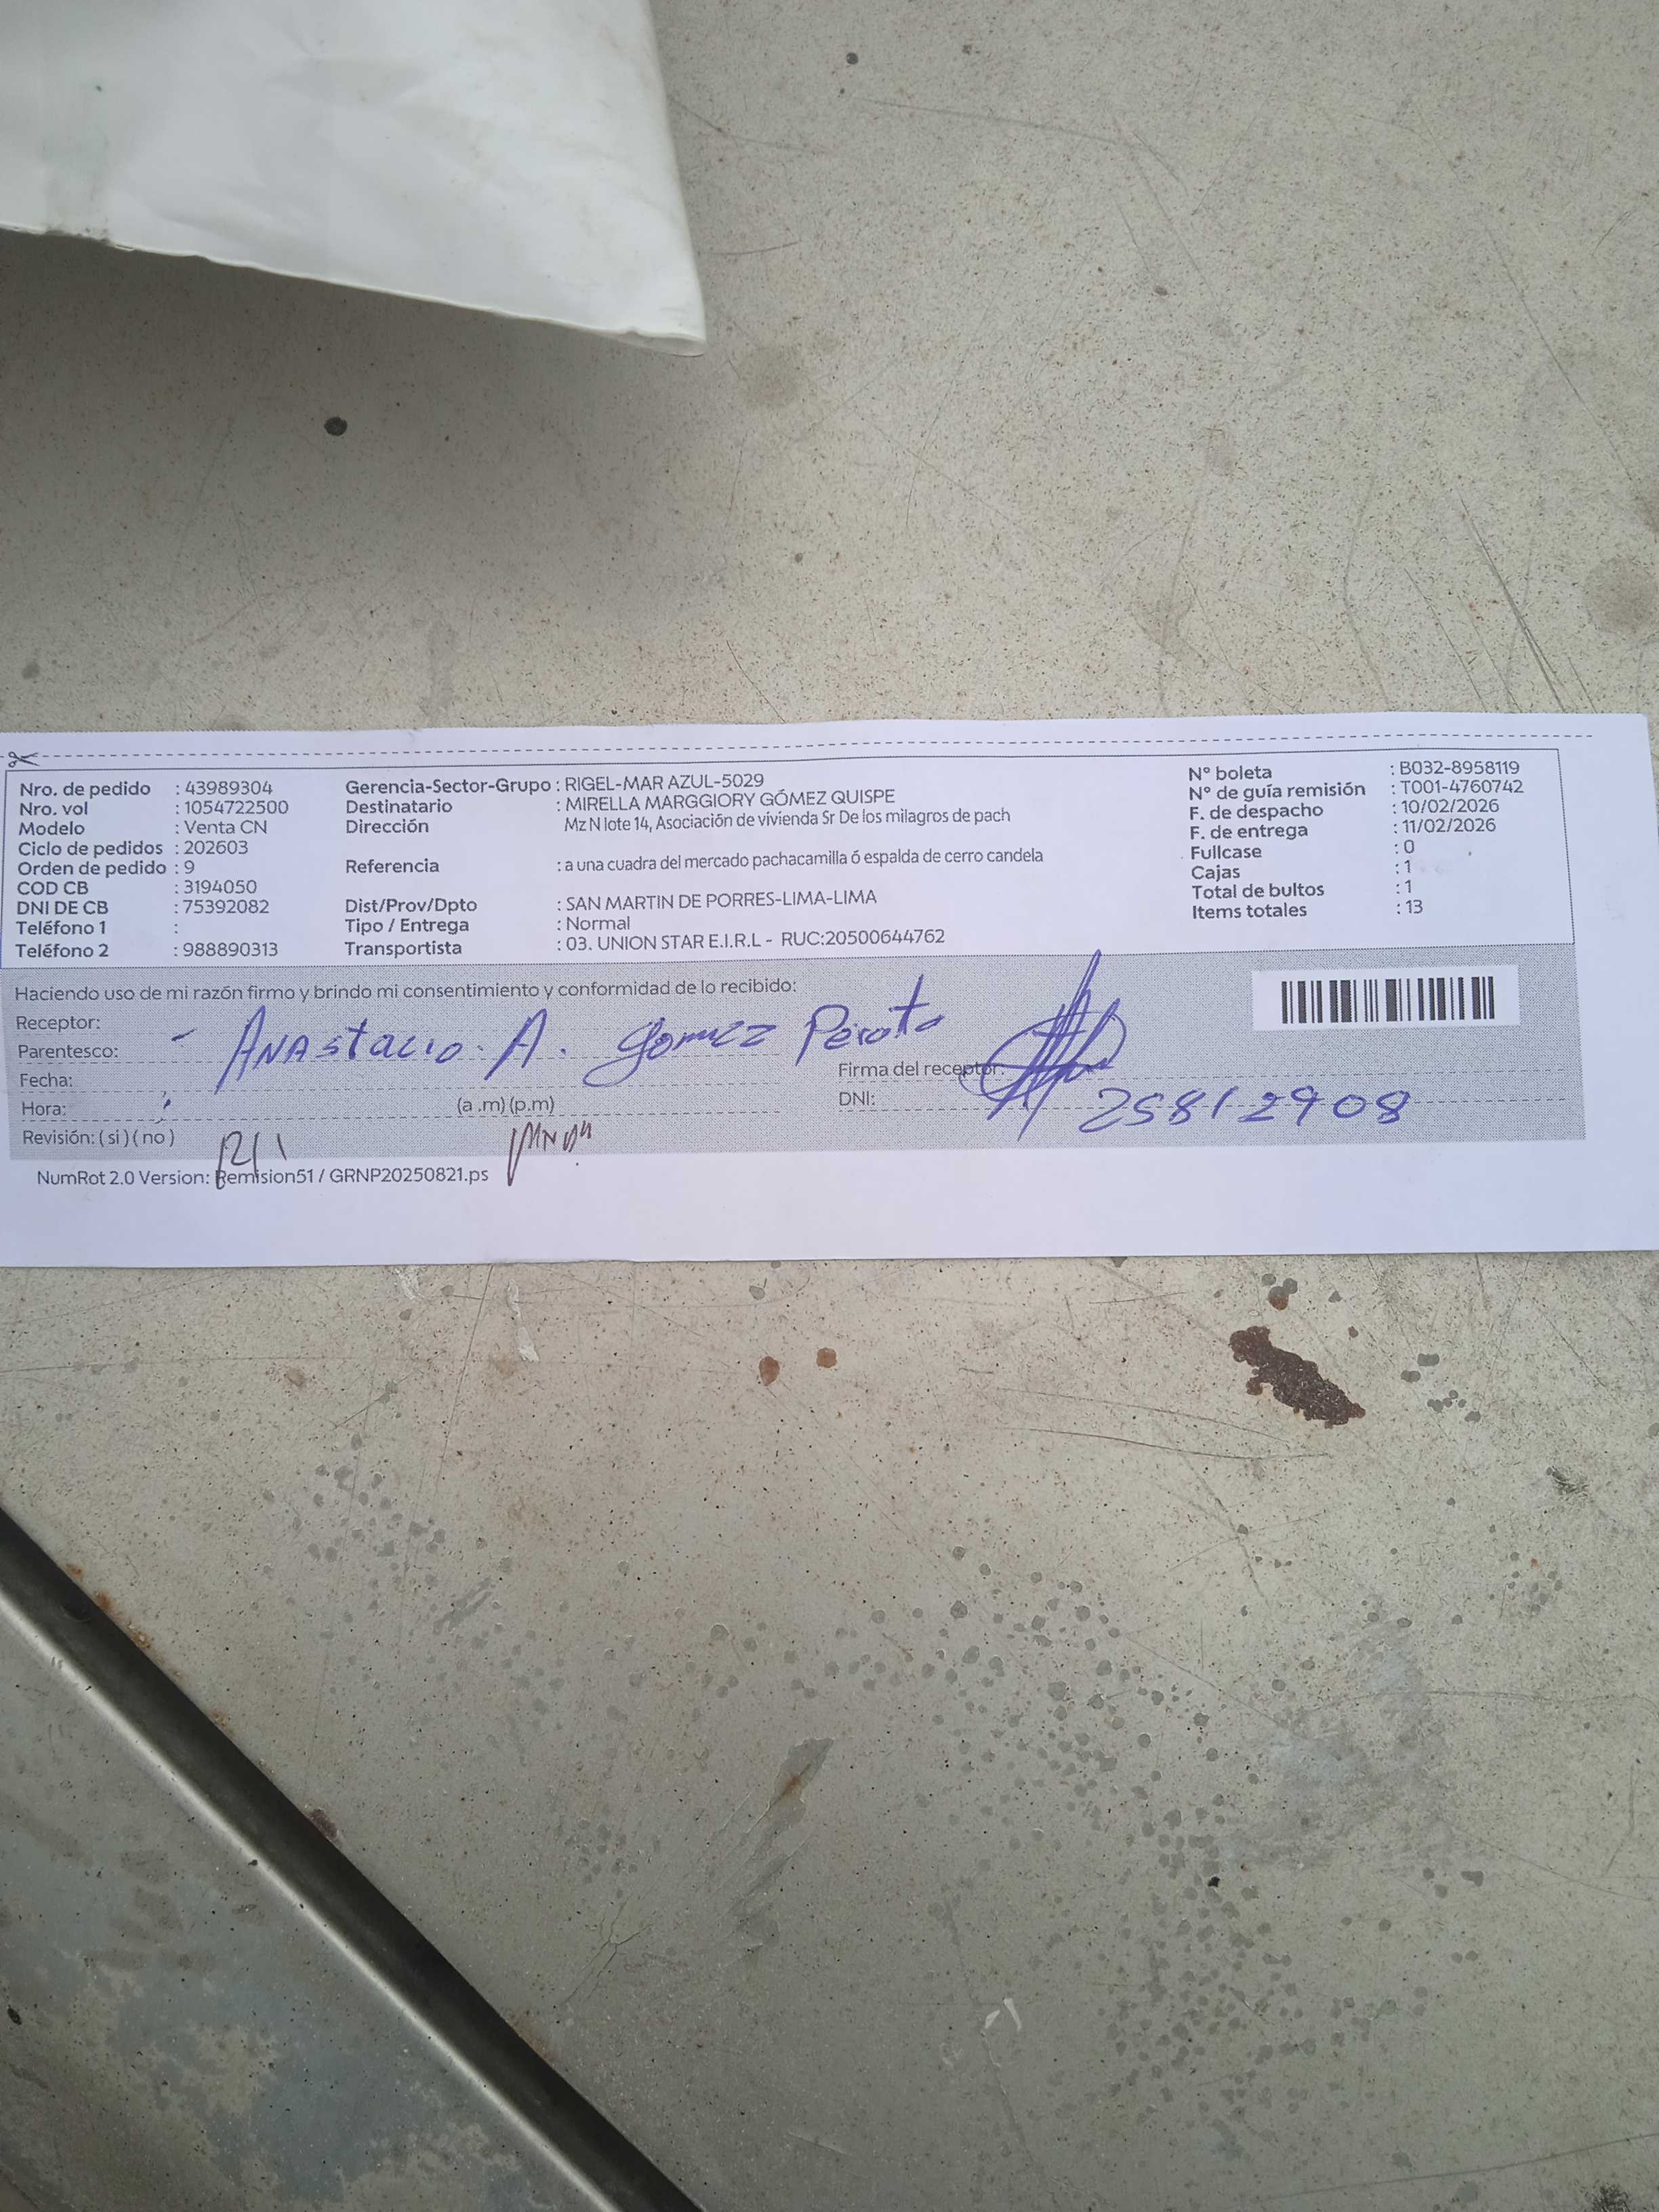 Nro. de pedido : 43989304
Nro. vol : 1054722500
Modelo : Venta CN
Ciclo de pedidos : 202603
Orden de pedido : 9
COD CB : 3194050
DNI DE CB : 75392082
Teléfono 1 :
Teléfono 2 : 988890313
Gerencia-Sector-Grupo : RIGEL-MAR AZUL-5029
Destinatario : MIRELLA MARGGIORY GÓMEZ QUISPE
Dirección Mz N lote 14, Asociación de vivienda Sr De los milagros de pach
Referencia : a una cuadra del mercado pachacamilla ó espalda de cerro candela
Dist/Prov/Dpto : SAN MARTIN DE PORRES-LIMA-LIMA
Tipo / Entrega : Normal
Transportista : 03. UNION STAR E.I.R.L - RUC:20500644762
N° boleta : B032-8958119
N° de guía remisión : T001-4760742
F. de despacho : 10/02/2026
F. de entrega : 11/02/2026
Fullcase : 0
Cajas : 1
Total de bultos : 1
Items totales : 13
Haciendo uso de mi razón firmo y brindo mi consentimiento y conformidad de lo recibido:
Receptor:
Anastacio. A. Gomez
Parentesco:
Fecha:
Firma del receptor:
Hora: (a .m) (p.m)
DNI: 25812908
Revisión: ( si ) ( no )
NumRot 2.0 Version: Remision51 / GRNP20250821.ps